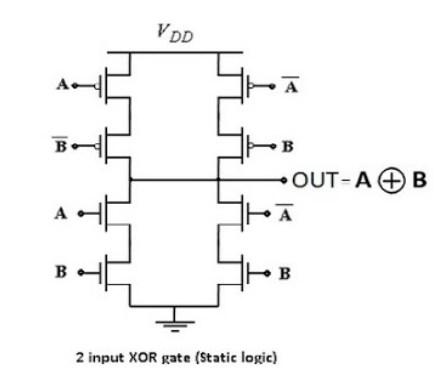 V_DD
A A̅
B̅ B
OUT=A ⊕ B
A A̅
B B
2 input XOR gate (Static logic)